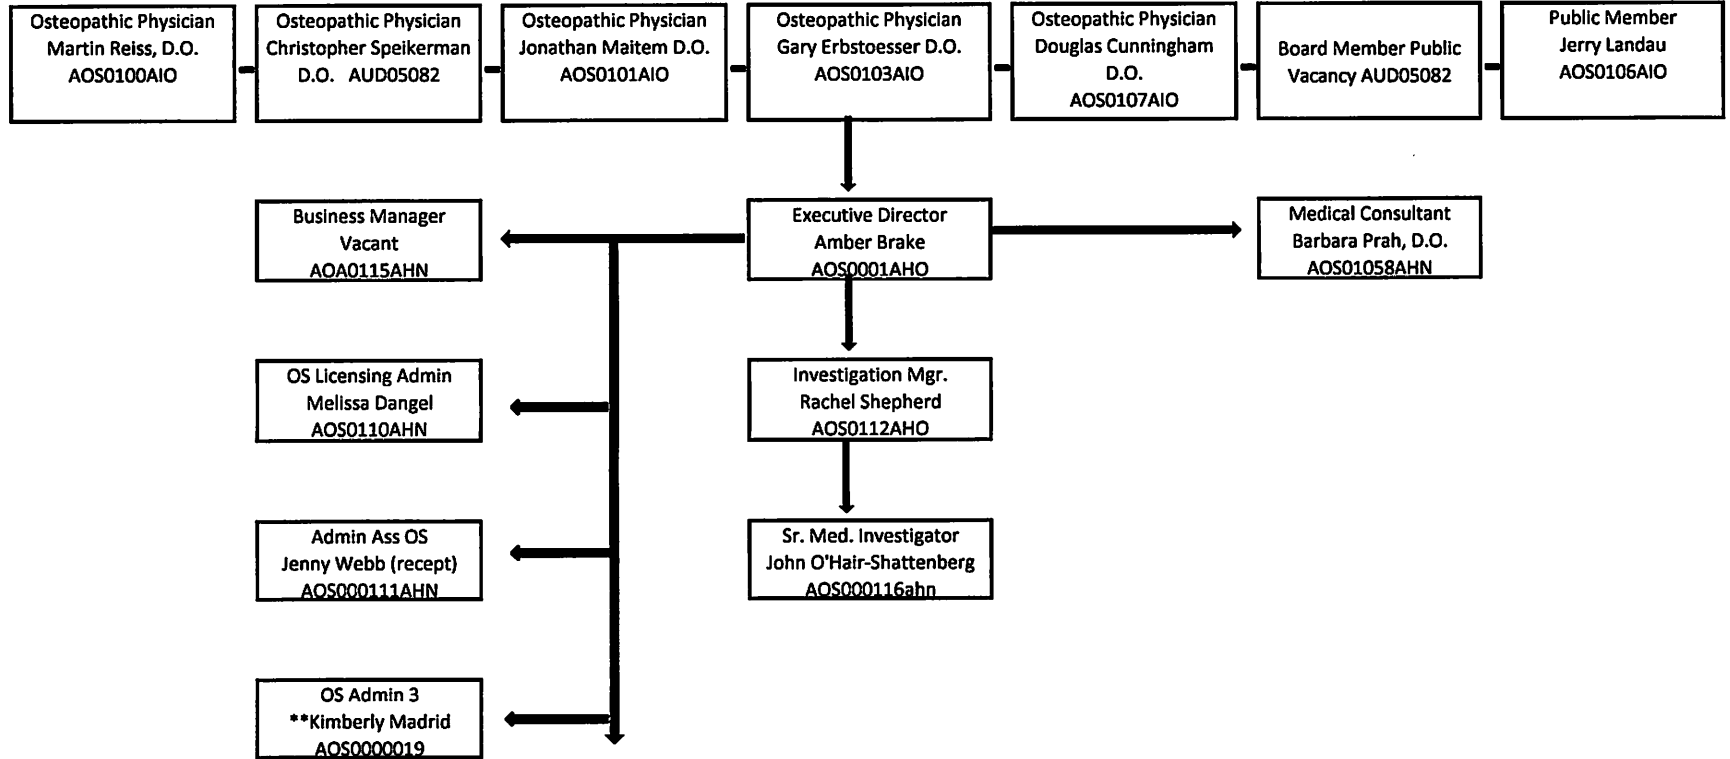 Osteopathic Physician
Martin Reiss, D.O.
AOS0100AIO
Osteopathic Physician
Christopher Speikerman
D.O. AUD05082
Osteopathic Physician
Jonathan Maitem D.O.
AOS0101AIO
Osteopathic Physician
Gary Erbstoesser D.O.
AOS0103AIO
Osteopathic Physician
Douglas Cunningham
D.O.
AOS0107AIO
Board Member Public
Vacancy AUD05082
Public Member
Jerry Landau
AOS0106AIO
Business Manager
Vacant
AOA0115AHN
Executive Director
Amber Brake
AOS0001AHO
Medical Consultant
Barbara Prah, D.O.
AOS01058AHN
OS Licensing Admin
Melissa Dangel
AOS0110AHN
Investigation Mgr.
Rachel Shepherd
AOS0112AHO
Admin Ass OS
Jenny Webb (recept)
AOS000111AHN
Sr. Med. Investigator
John O'Hair-Shattenberg
AOS000116ahn
OS Admin 3
**Kimberly Madrid
AOS0000019